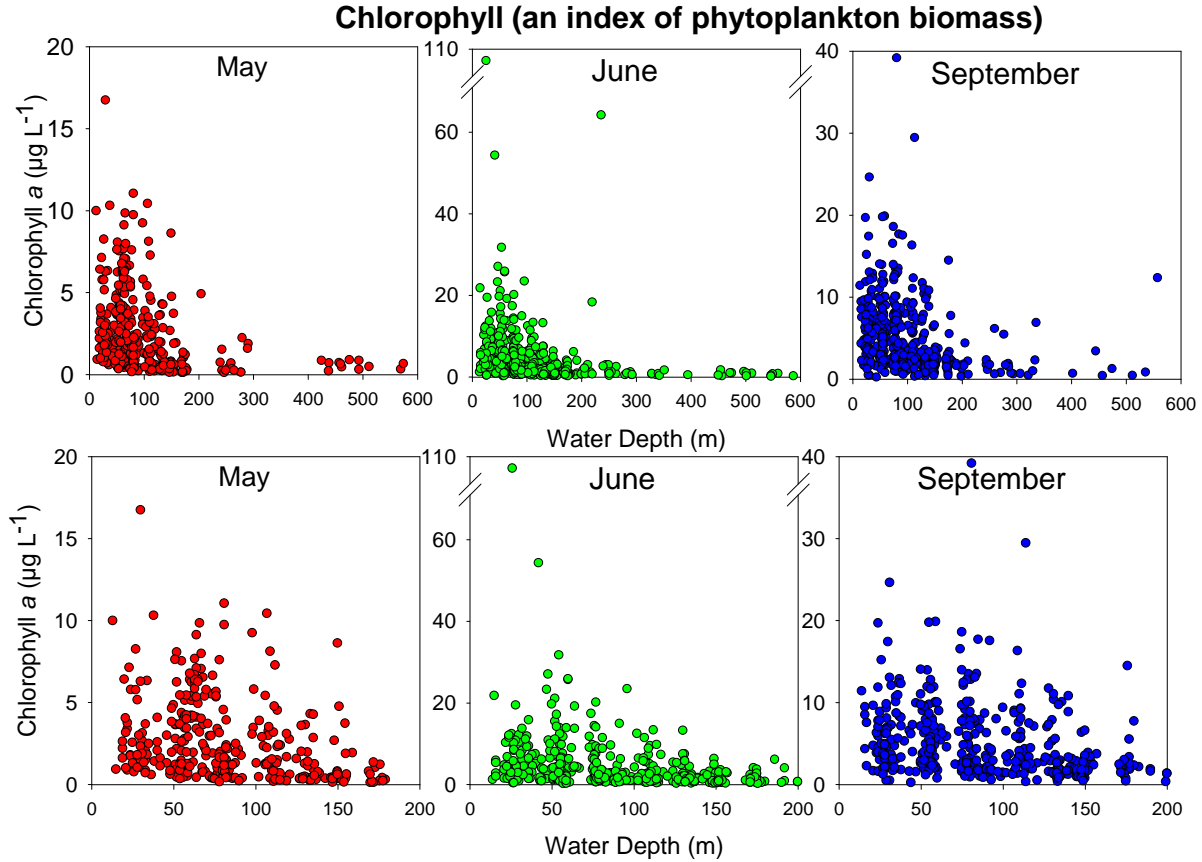 Chlorophyll (an index of phytoplankton biomass)
May
June
September
Chlorophyll a (µg L-1)
20
15
10
5
0
0 100 200 300 400 500 600
110
60
40
20
0
0 100 200 300 400 500 600
40
30
20
10
0
0 100 200 300 400 500 600
Water Depth (m)
May
June
September
Chlorophyll a (µg L-1)
20
15
10
5
0
0 50 100 150 200
110
60
40
20
0
0 50 100 150 200
40
30
20
10
0
0 50 100 150 200
Water Depth (m)